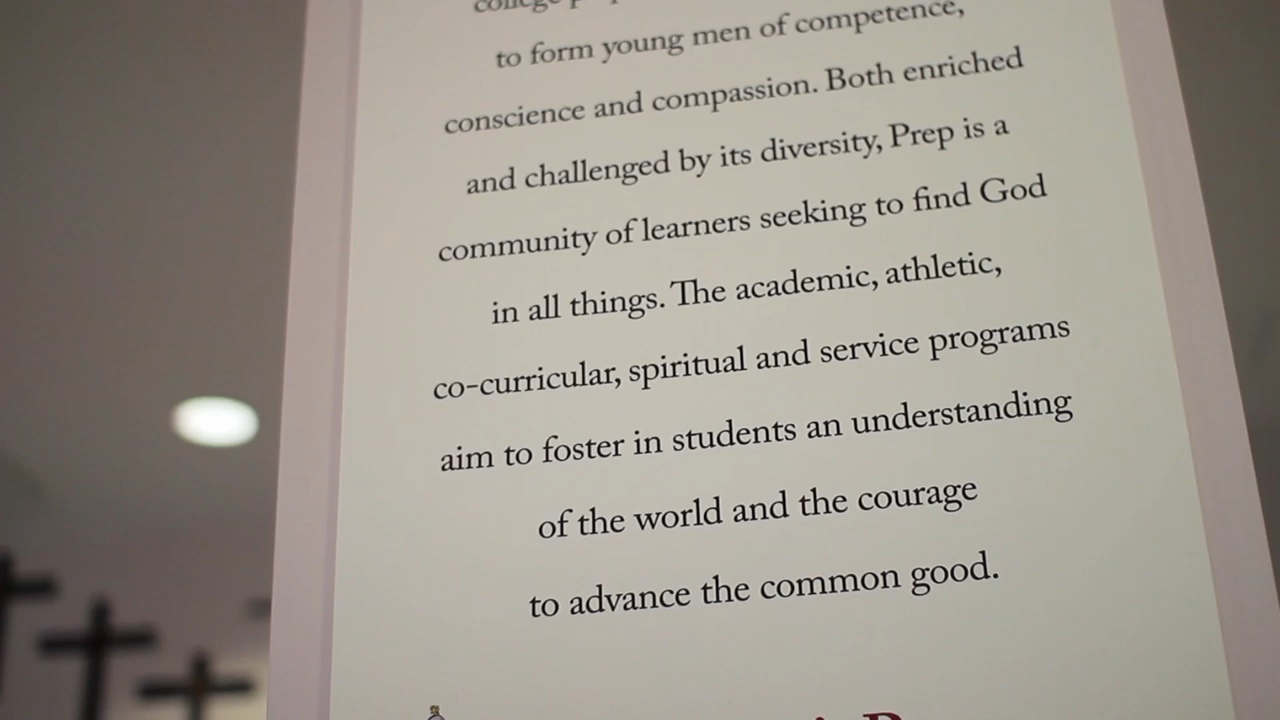 college
to form young men of competence,
conscience and compassion. Both enriched
and challenged by its diversity, Prep is a
community of learners seeking to find God
in all things. The academic, athletic,
co-curricular, spiritual and service programs
aim to foster in students an understanding
of the world and the courage
to advance the common good.